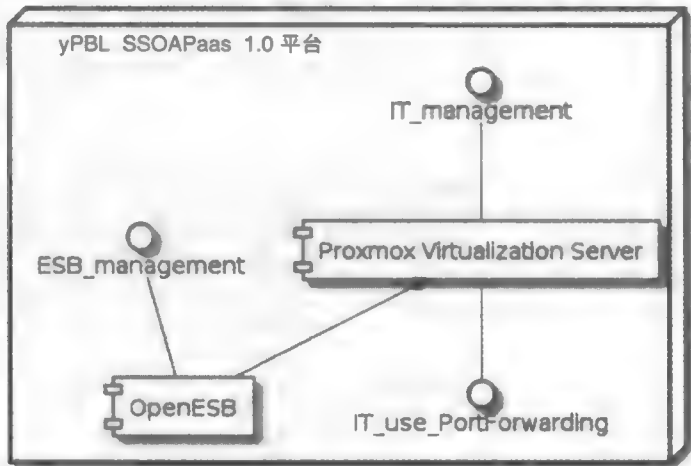 yPBL SSOAPaas 1.0 平台
IT_management
Proxmox Virtualization Server
ESB_management
OpenESB
IT_use_PortForwarding